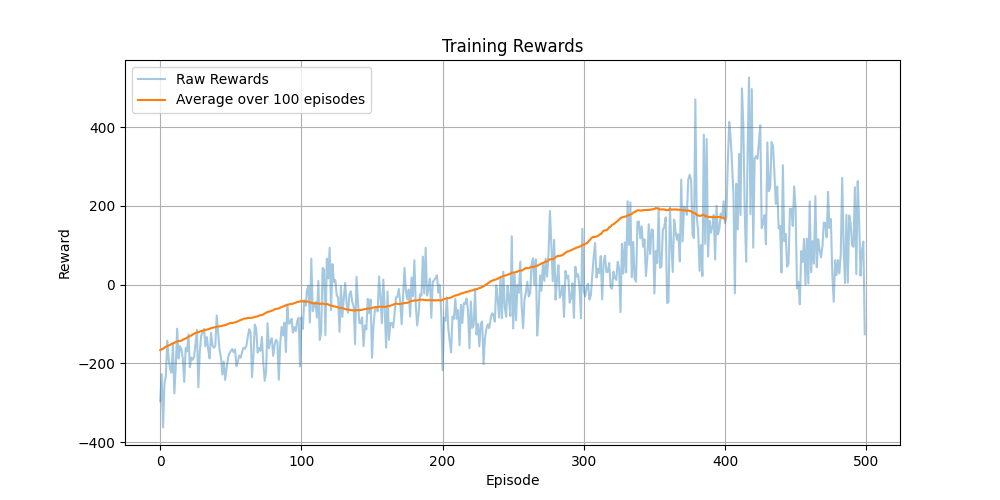 Training Rewards
Raw Rewards
Average over 100 episodes
400
200
0
−200
−400
Reward
0 100 200 300 400 500
Episode